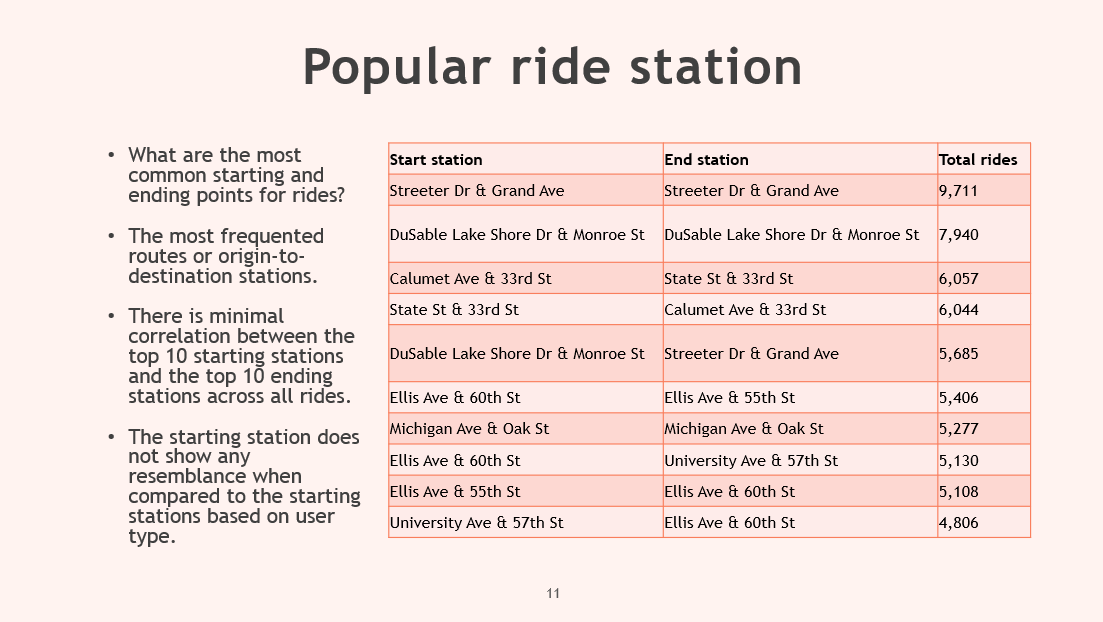 Popular ride station
• What are the most
common starting and
ending points for rides?
• The most frequented
routes or origin-to-
destination stations.
• There is minimal
correlation between the
top 10 starting stations
and the top 10 ending
stations across all rides.
• The starting station does
not show any
resemblance when
compared to the starting
stations based on user
type.
Start station End station Total rides
Streeter Dr & Grand Ave Streeter Dr & Grand Ave 9,711
DuSable Lake Shore Dr & Monroe St DuSable Lake Shore Dr & Monroe St 7,940
Calumet Ave & 33rd St State St & 33rd St 6,057
State St & 33rd St Calumet Ave & 33rd St 6,044
DuSable Lake Shore Dr & Monroe St Streeter Dr & Grand Ave 5,685
Ellis Ave & 60th St Ellis Ave & 55th St 5,406
Michigan Ave & Oak St Michigan Ave & Oak St 5,277
Ellis Ave & 60th St University Ave & 57th St 5,130
Ellis Ave & 55th St Ellis Ave & 60th St 5,108
University Ave & 57th St Ellis Ave & 60th St 4,806
11